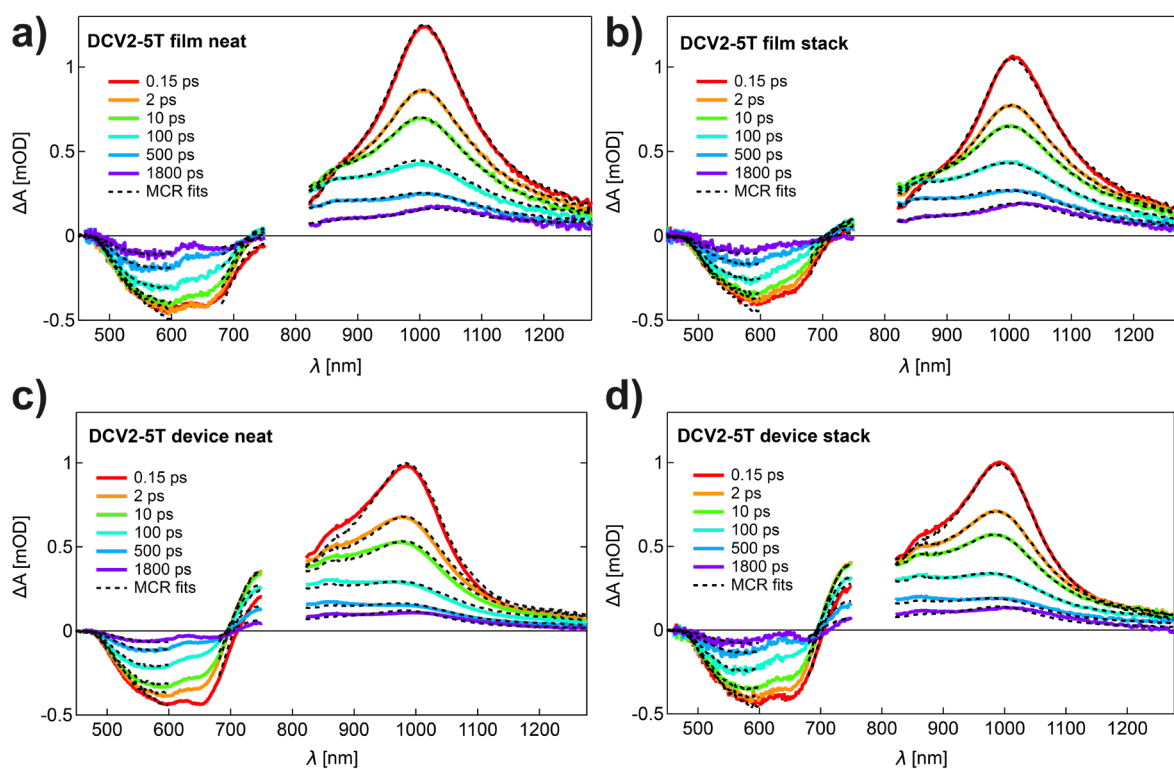 a)
DCV2-5T film neat
0.15 ps
2 ps
10 ps
100 ps
500 ps
1800 ps
MCR fits
ΔA [mOD]
1
0.5
0
-0.5
500 600 700 800 900 1000 1100 1200
λ [nm]
b)
DCV2-5T film stack
0.15 ps
2 ps
10 ps
100 ps
500 ps
1800 ps
MCR fits
ΔA [mOD]
1
0.5
0
-0.5
500 600 700 800 900 1000 1100 1200
λ [nm]
c)
DCV2-5T device neat
0.15 ps
2 ps
10 ps
100 ps
500 ps
1800 ps
MCR fits
ΔA [mOD]
1
0.5
0
-0.5
500 600 700 800 900 1000 1100 1200
λ [nm]
d)
DCV2-5T device stack
0.15 ps
2 ps
10 ps
100 ps
500 ps
1800 ps
MCR fits
ΔA [mOD]
1
0.5
0
-0.5
500 600 700 800 900 1000 1100 1200
λ [nm]